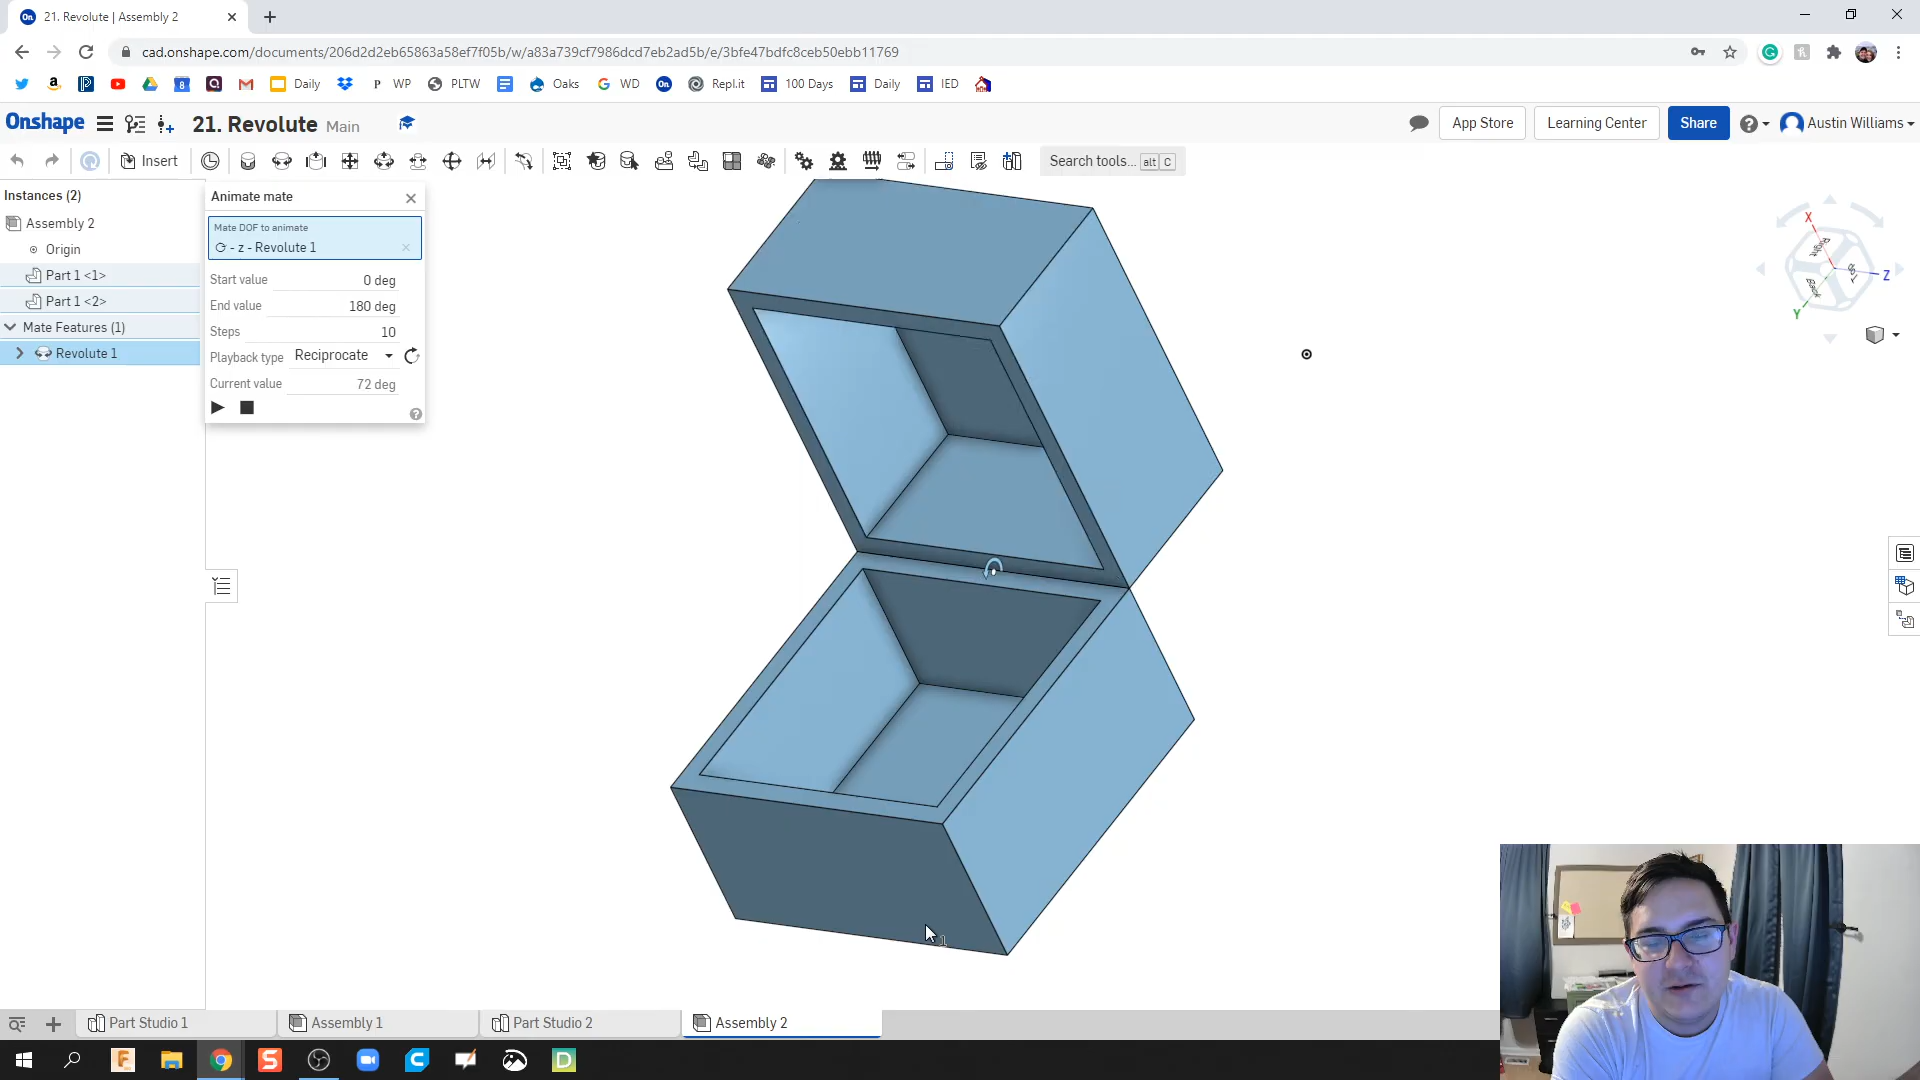 21. Revolute | Assembly 2
cad.onshape.com/documents/206d2d2eb65863a58ef7f05b/w/a83a739cf7986dcd7eb2ad5b/e/3bfe47bdfc8ceb50ebb11769
Daily
P WP
PLTW
Oaks
WD
On
Repl.it
100 Days
Daily
IED
Onshape
21. Revolute Main
App Store
Learning Center
Share
Austin Williams
Insert
Search tools... alt C
Instances (2)
Assembly 2
Origin
Part 1 <1>
Part 1 <2>
Mate Features (1)
Revolute 1
Animate mate
Mate DOF to animate
- z - Revolute 1
Start value 0 deg
End value 180 deg
Steps 10
Playback type Reciprocate
Current value 72 deg
X
Z
Y
Right
Back
1
Part Studio 1
Assembly 1
Part Studio 2
Assembly 2